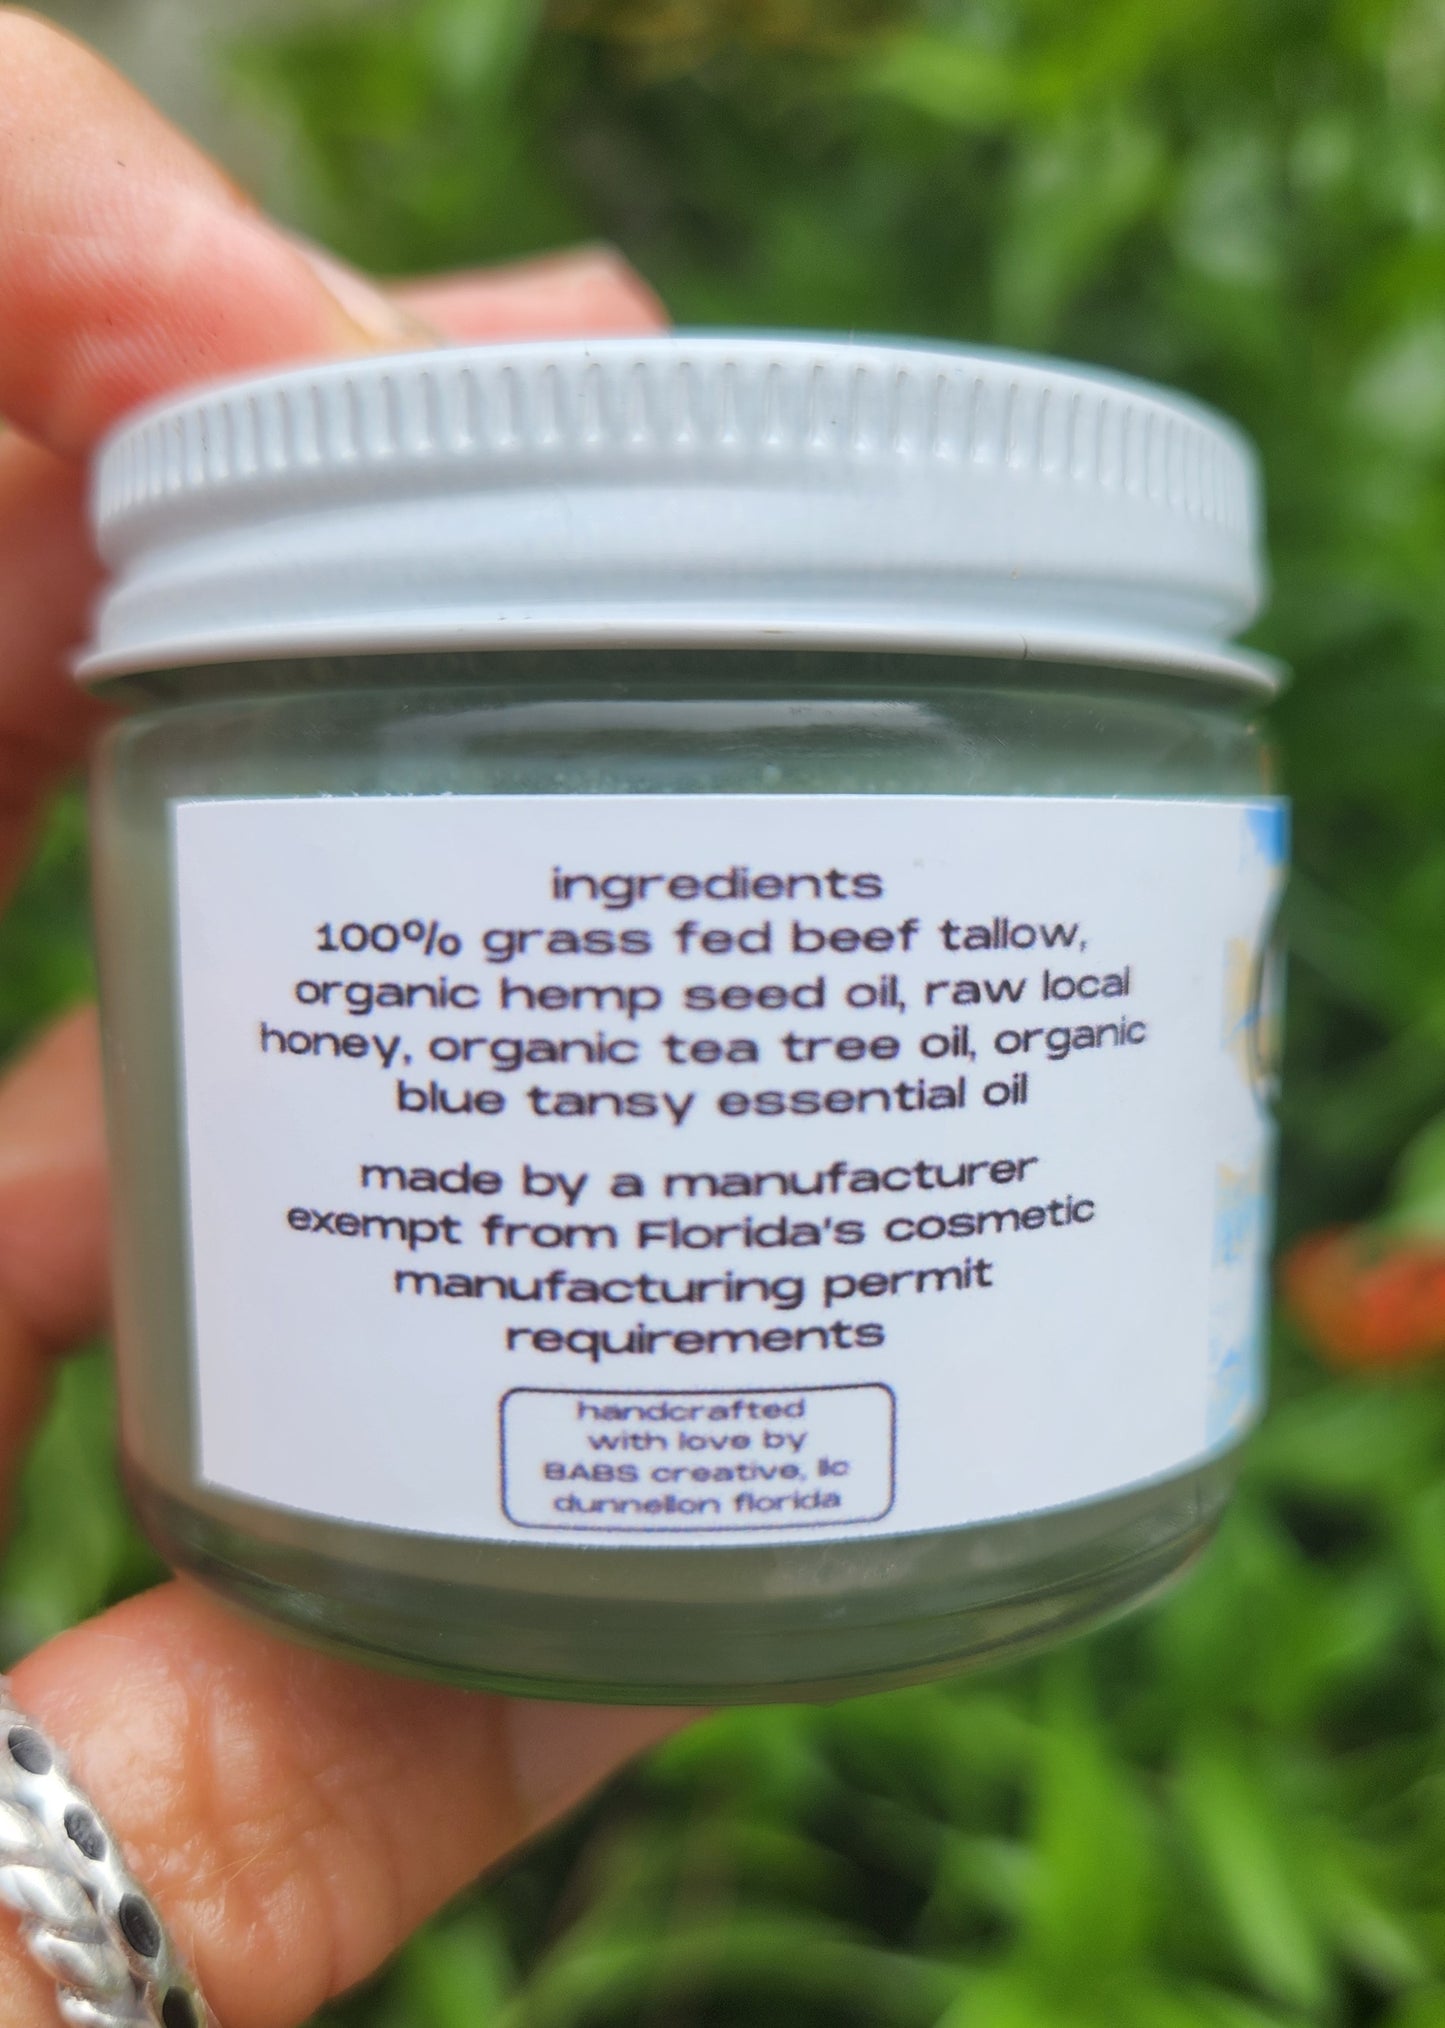 ingredients
100% grass fed beef tallow,
organic hemp seed oil, raw local
honey, organic tea tree oil, organic
blue tansy essential oil
made by a manufacturer
exempt from Florida's cosmetic
manufacturing permit
requirements
handcrafted
with love by
BABS creative, llc
dunnellon florida